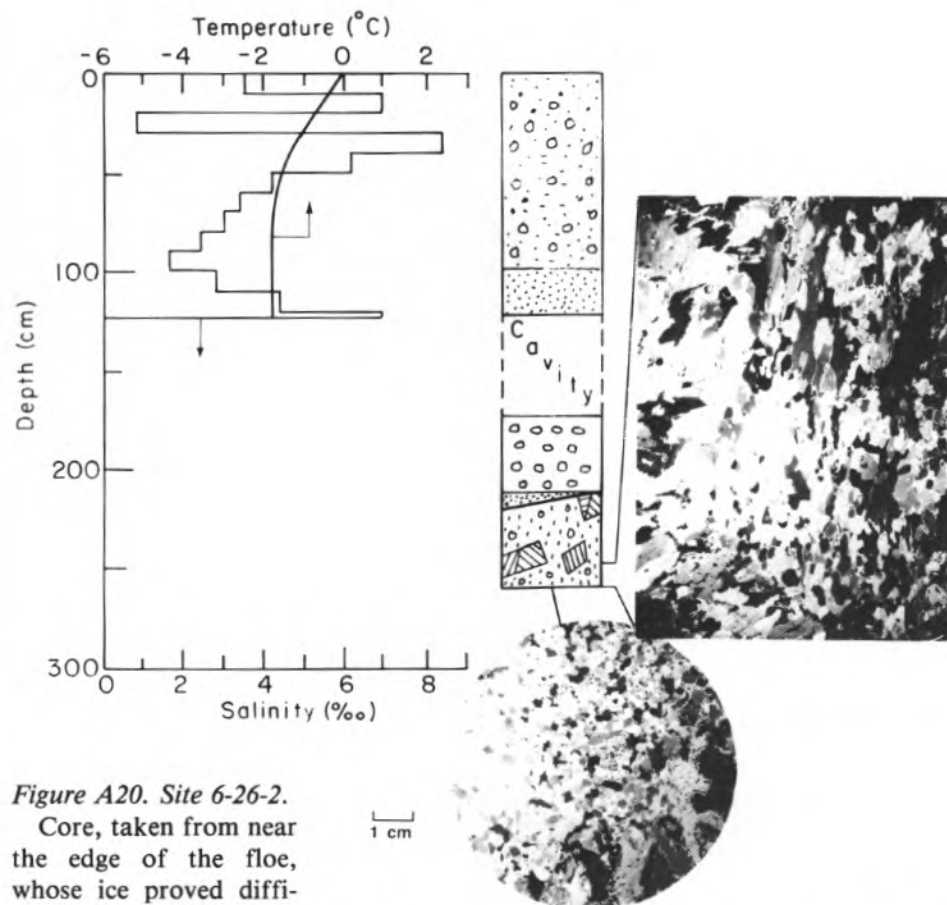 Temperature (°C)
-6 -4 -2 0 2
0
100
200
300
Depth (cm)
0 2 4 6 8
Salinity (‰)
Cavity
1 cm
Figure A20. Site 6-26-2.
Core, taken from near
the edge of the floe,
whose ice proved diffi-